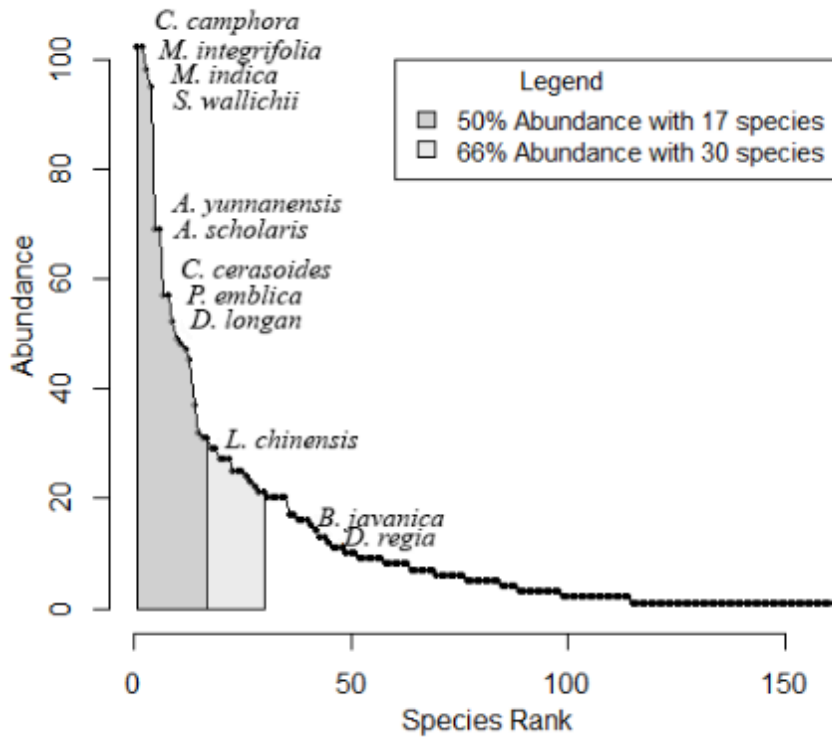 C. camphora
M. integrifolia
M. indica
S. wallichii
Legend
50% Abundance with 17 species
66% Abundance with 30 species
A. yunnanensis
A. scholaris
C. cerasoides
P. emblica
D. longan
L. chinensis
B. javanica
D. regia
Abundance
100
80
60
40
20
0
0 50 100 150
Species Rank